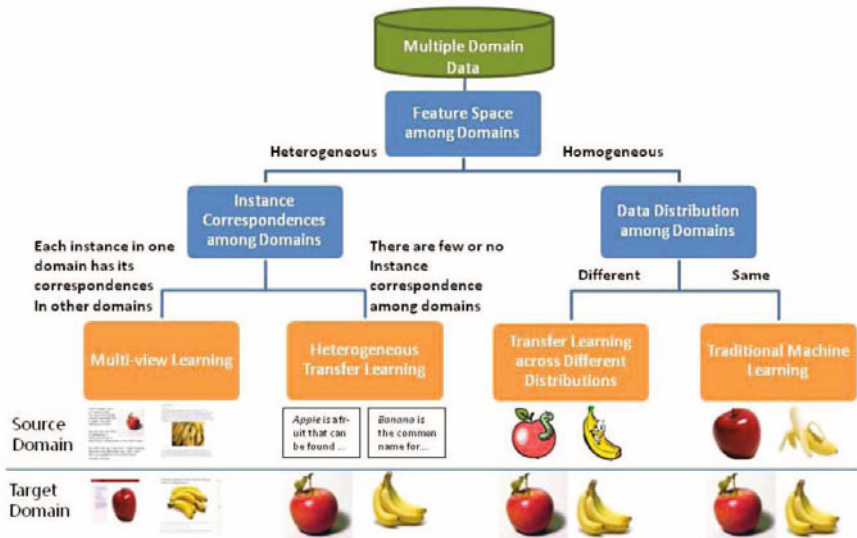 Multiple Domain
Data
Feature Space
among Domains
Heterogeneous
Homogeneous
Instance
Correspondences
among Domains
Data Distribution
among Domains
Each instance in one
domain has its
correspondences
In other domains
There are few or no
Instance
correspondence
among domains
Different
Same
Multi-view Learning
Heterogeneous
Transfer Learning
Transfer Learning
across Different
Distributions
Traditional Machine
Learning
Source
Domain
Apple is a fr-
uit that can
be found ...
Banana is
the common
name for...
Target
Domain